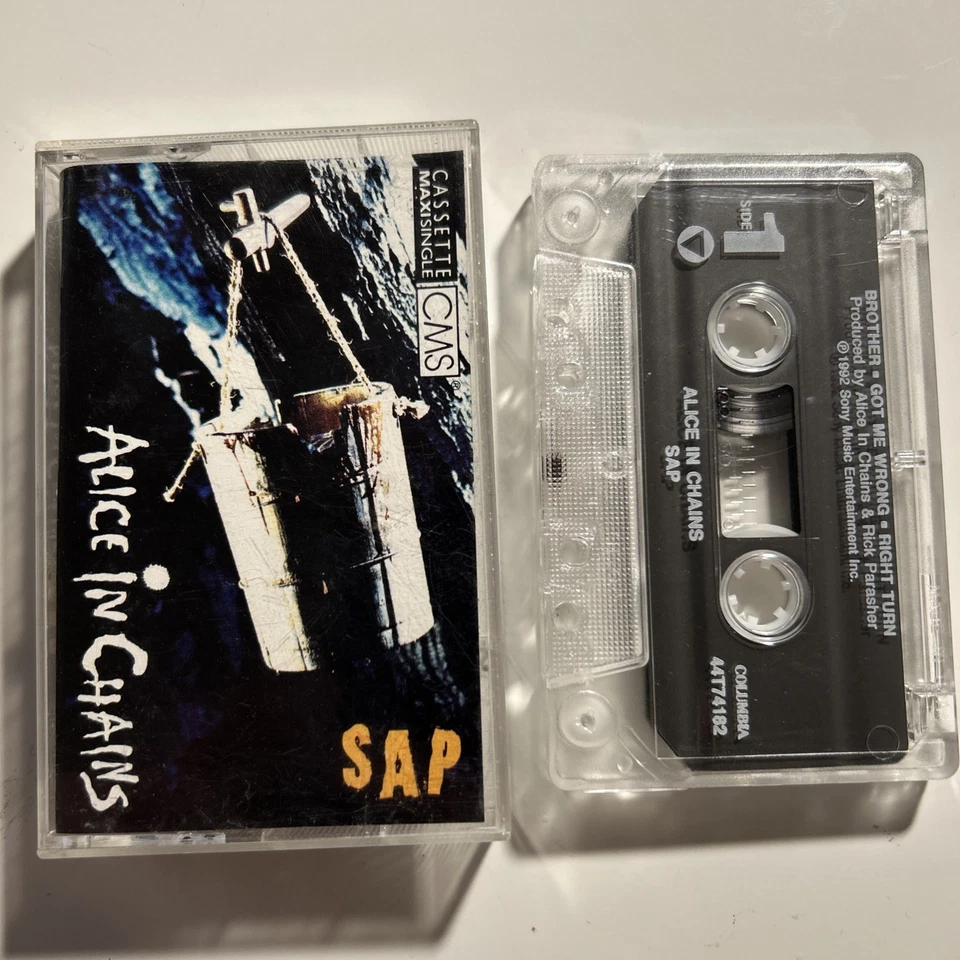 CASSETTE
MAXISINGLE
CMS®
ALICE IN CHAINS
SAP
SIDE 1
BROTHER ▪ GOT ME WRONG ▪ RIGHT TURN
Produced by Alice In Chains & Rick Parasher
℗1992 Sony Music Entertainment Inc.
ALICE IN CHAINS
SAP
COLUMBIA
44T74182